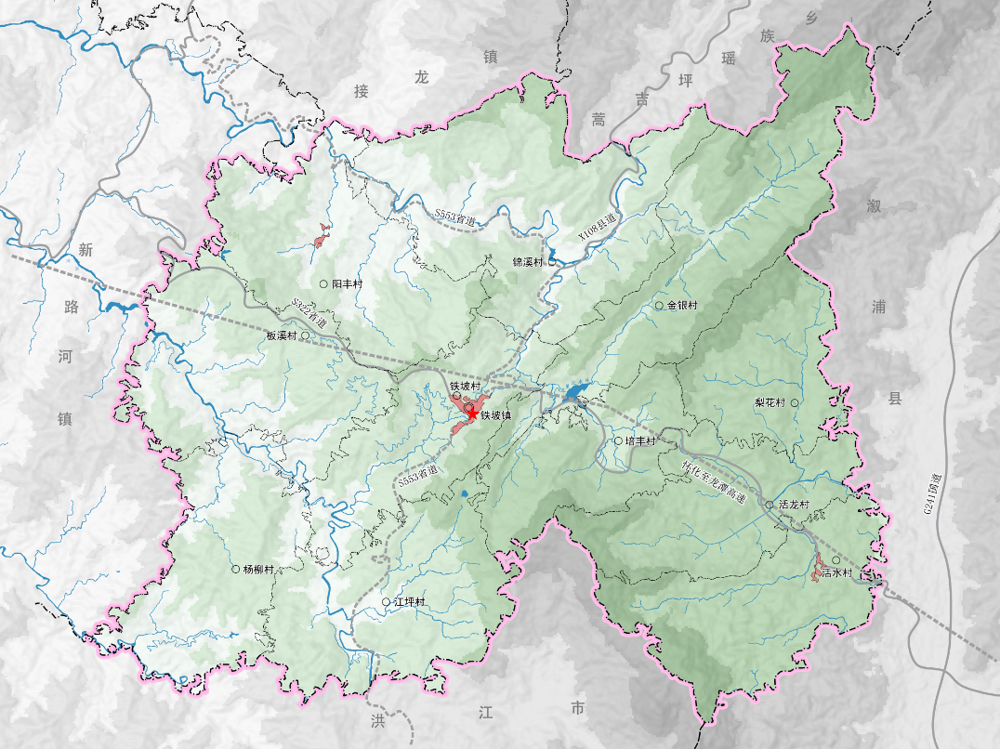 接龙镇
蒿吉坪瑶族乡
溆浦县
新路河镇
洪江市
S553省道
X108县道
锦溪村
阳丰村
S322省道
金银村
板溪村
铁坡村
铁坡镇
梨花村
培丰村
S553省道
怀化至龙潭高速
G241国道
活龙村
杨柳村
活水村
江坪村